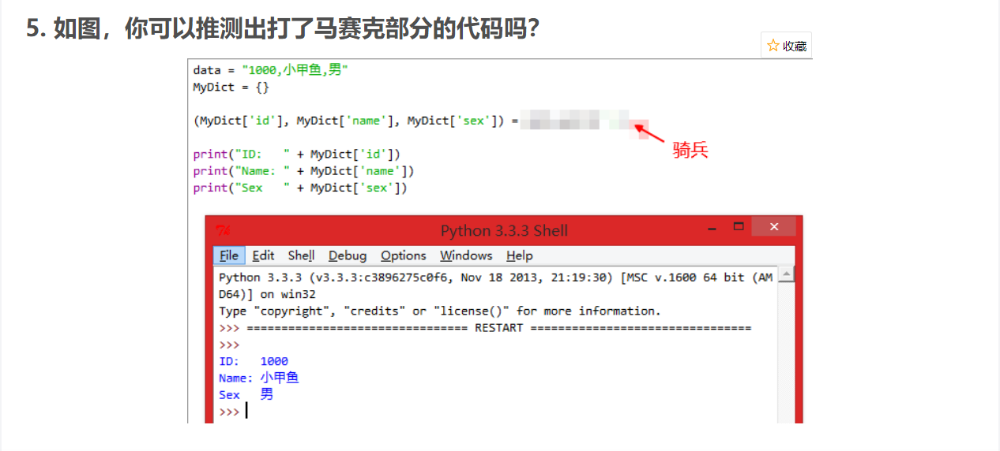 5. 如图，你可以推测出打了马赛克部分的代码吗？
收藏
data = "1000,小甲鱼,男"
MyDict = {}
(MyDict['id'], MyDict['name'], MyDict['sex']) =
骑兵
print("ID:   " + MyDict['id'])
print("Name: " + MyDict['name'])
print("Sex   " + MyDict['sex'])
Python 3.3.3 Shell
File Edit Shell Debug Options Windows Help
Python 3.3.3 (v3.3.3:c3896275c0f6, Nov 18 2013, 21:19:30) [MSC v.1600 64 bit (AM
D64)] on win32
Type "copyright", "credits" or "license()" for more information.
>>> ================================ RESTART ================================
>>>
ID:   1000
Name: 小甲鱼
Sex   男
>>>